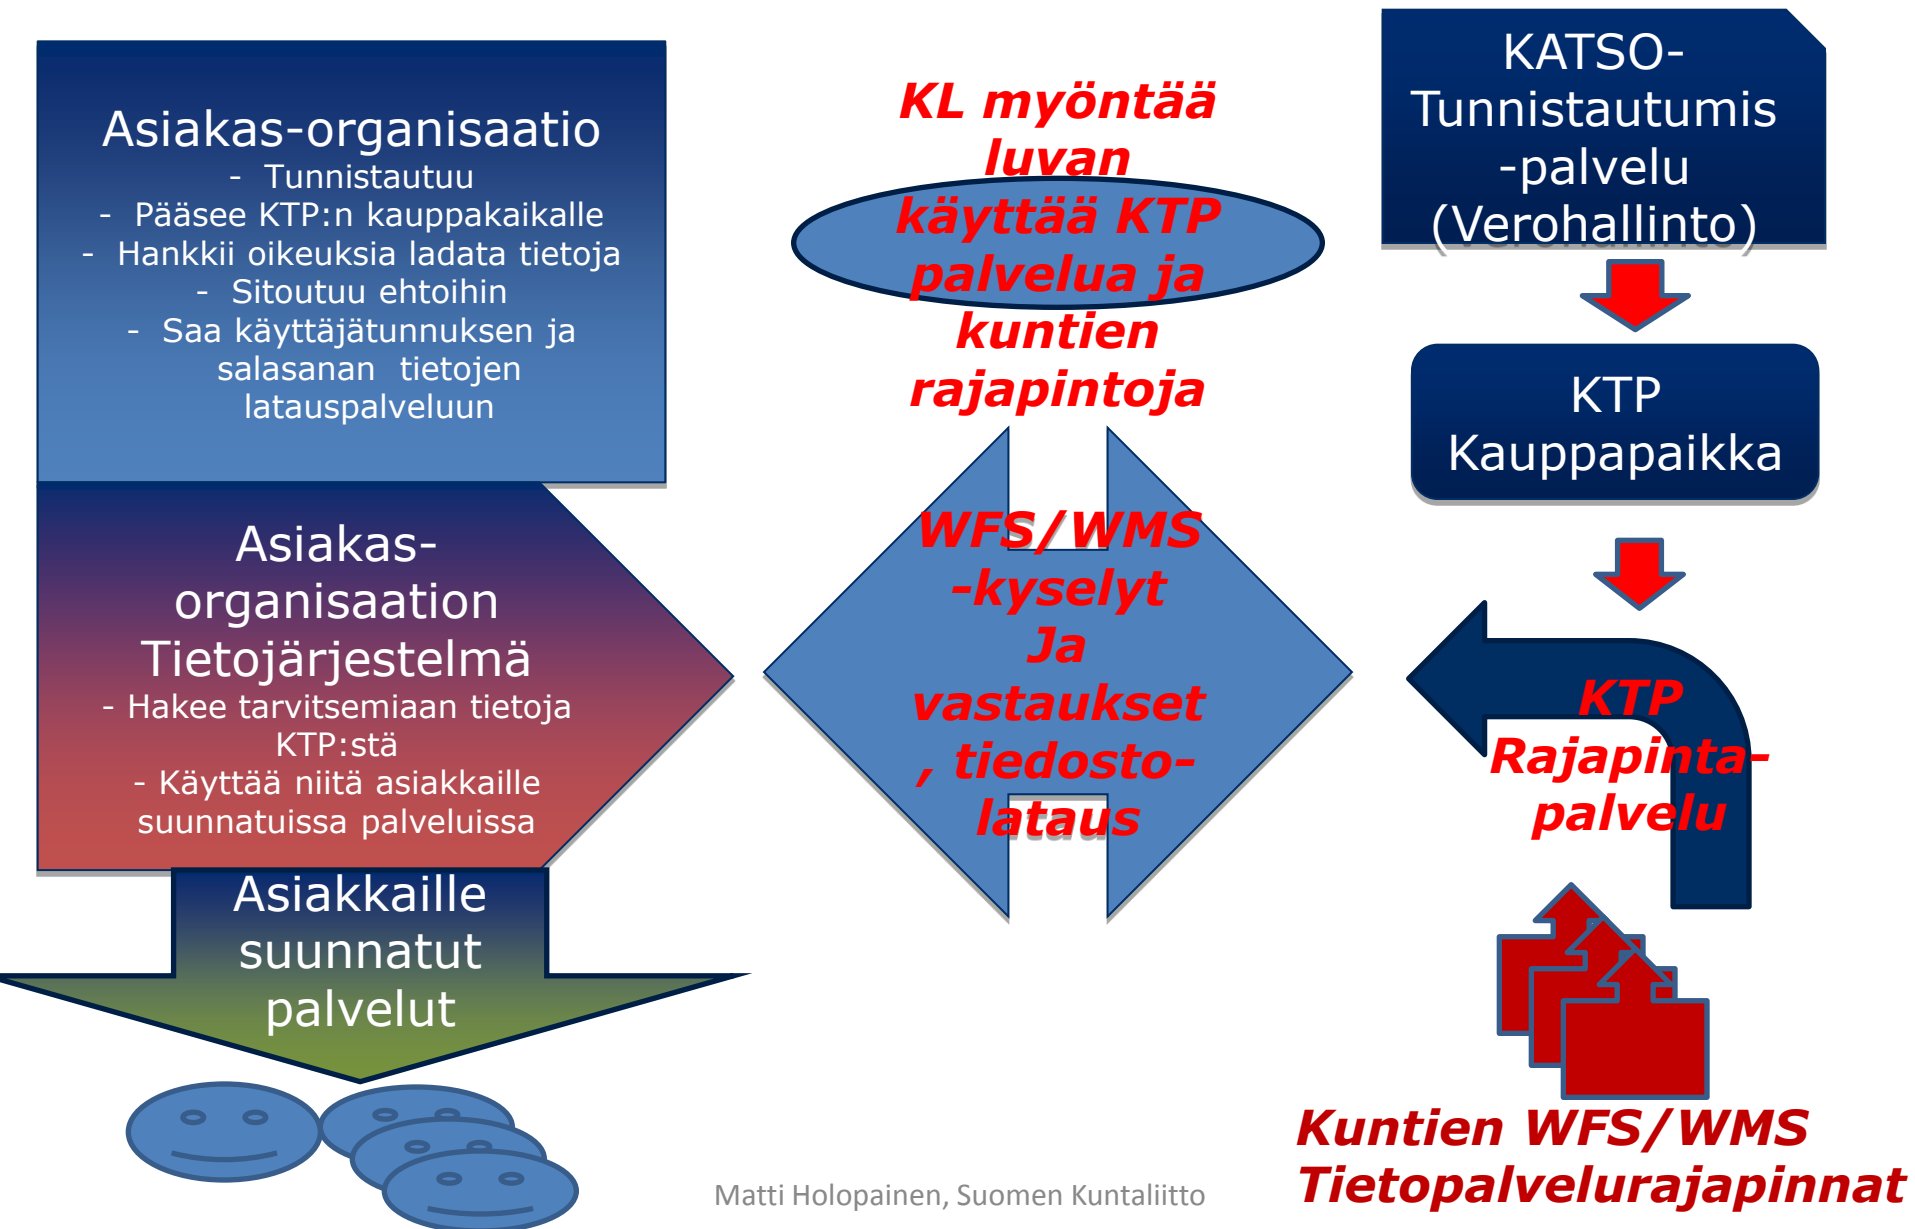 Asiakas-organisaatio
- Tunnistautuu
- Pääsee KTP:n kauppakaikalle
- Hankkii oikeuksia ladata tietoja
- Sitoutuu ehtoihin
- Saa käyttäjätunnuksen ja
salasanan tietojen
latauspalveluun
Asiakas-
organisaation
Tietojärjestelmä
- Hakee tarvitsemiaan tietoja
KTP:stä
- Käyttää niitä asiakkaille
suunnatuissa palveluissa
Asiakkaille
suunnatut
palvelut
KL myöntää
luvan
käyttää KTP
palvelua ja
kuntien
rajapintoja
WFS/WMS
-kyselyt
Ja
vastaukset
, tiedosto-
lataus
KATSO-
Tunnistautumis
-palvelu
(Verohallinto)
KTP
Kauppapaikka
KTP
Rajapinta-
palvelu
Kuntien WFS/WMS
Tietopalvelurajapinnat
Matti Holopainen, Suomen Kuntaliitto